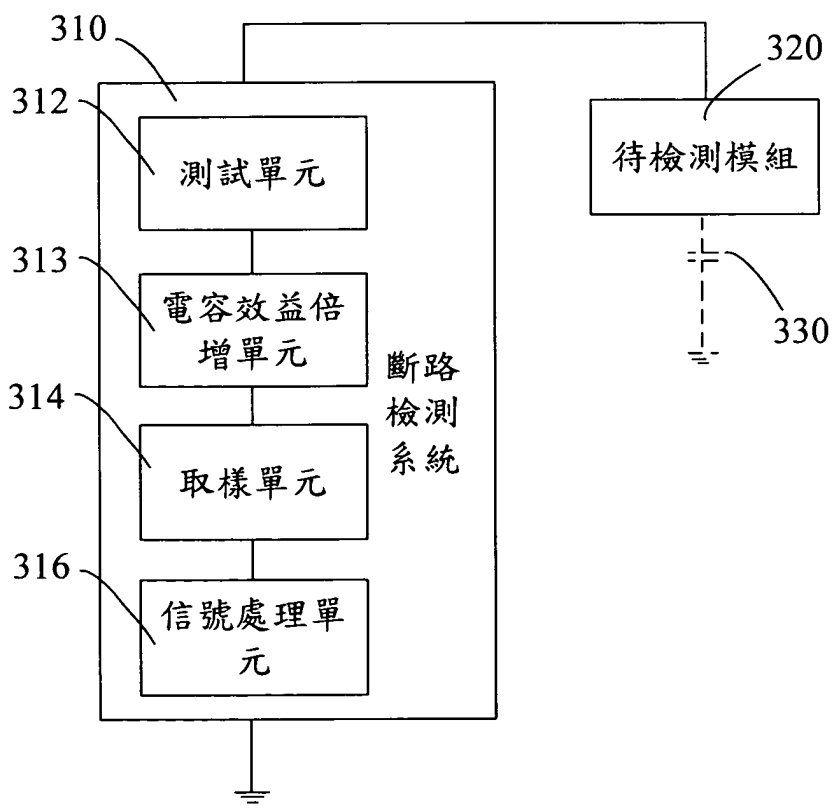 310
312
測試單元
313
電容效益倍
增單元
314
取樣單元
316
信號處理單
元
斷路
檢測
系統
320
待檢測模組
330